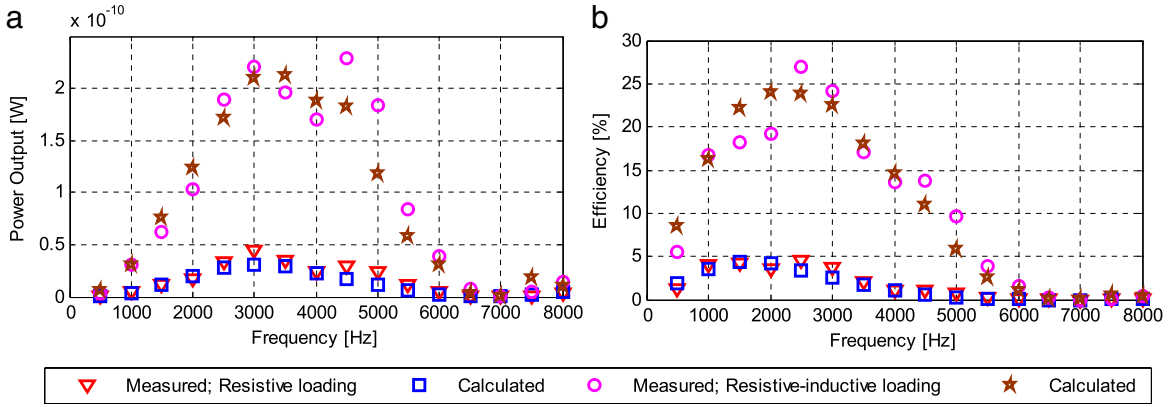 a
x 10^-10
2
1.5
1
0.5
0
0
1000
2000
3000
4000
5000
6000
7000
8000
Power Output [W]
Frequency [Hz]
b
30
25
20
15
10
5
0
0
1000
2000
3000
4000
5000
6000
7000
8000
Efficiency [%]
Frequency [Hz]
Measured; Resistive loading
Calculated
Measured; Resistive-inductive loading
Calculated